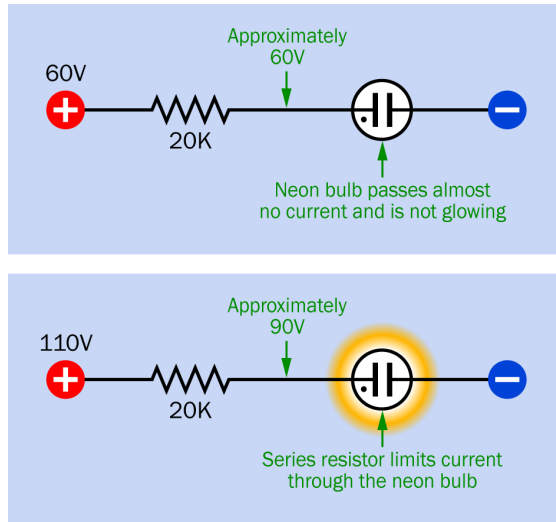 Approximately
60V
60V
20K
Neon bulb passes almost
no current and is not glowing
Approximately
90V
110V
20K
Series resistor limits current
through the neon bulb